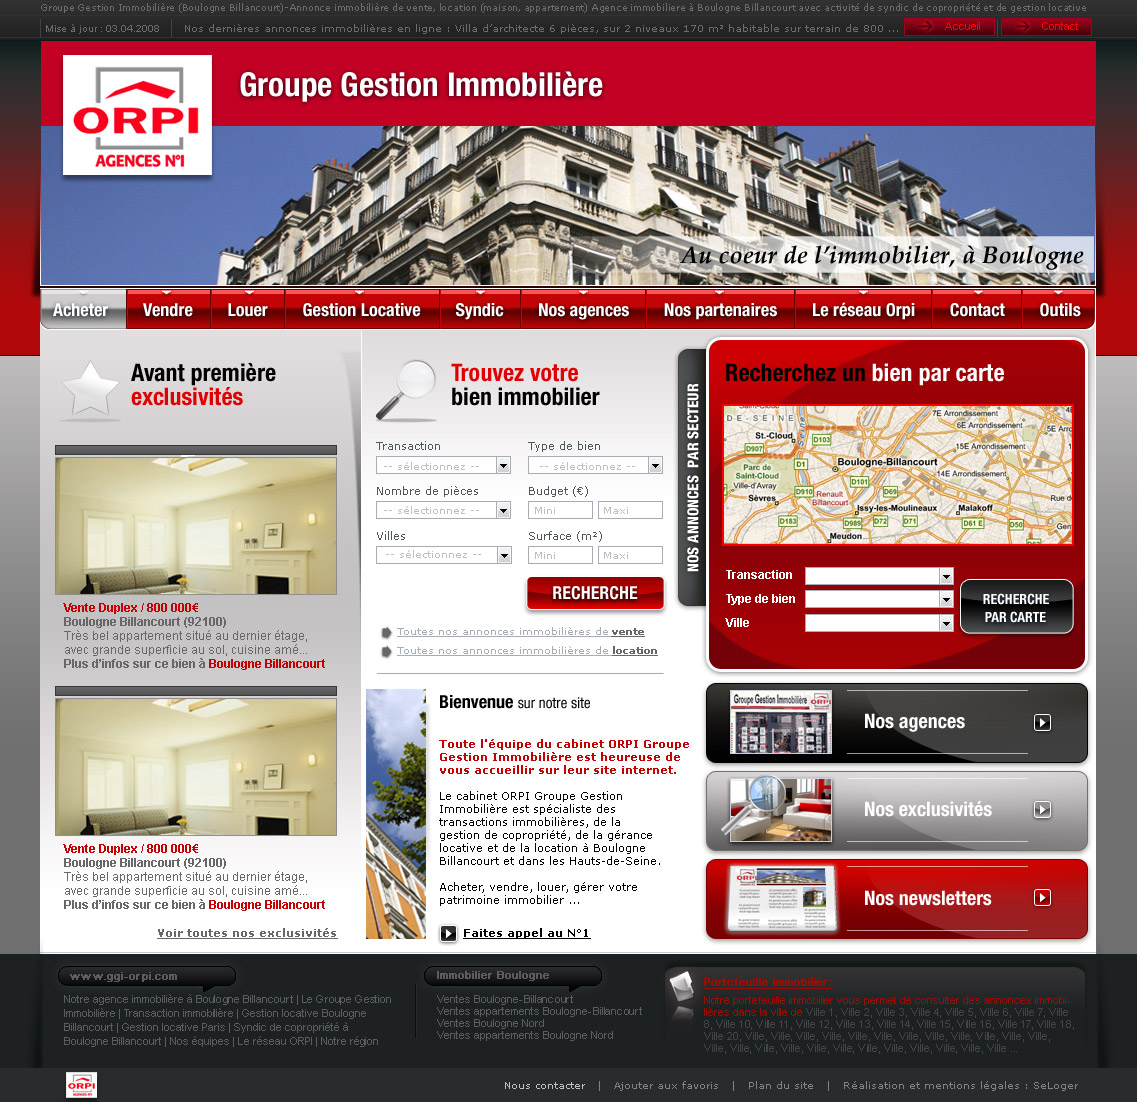 Groupe Gestion Immobilière (Boulogne Billancourt)-Annonce immobilière de vente, location (maison, appartement) Agence immobiliere à Boulogne Billancourt avec activité de syndic de copropriété et de gestion locative
Mise à jour : 03.04.2008
Nos dernières annonces immobilières en ligne : Villa d'architecte 6 pièces, sur 2 niveaux 170 m² habitable sur terrain de 800 ...
Accueil
Contact
ORPI
AGENCES N°1
Groupe Gestion Immobilière
Au coeur de l'immobilier, à Boulogne
Acheter
Vendre
Louer
Gestion Locative
Syndic
Nos agences
Nos partenaires
Le réseau Orpi
Contact
Outils
Avant première
exclusivités
Vente Duplex / 800 000€
Boulogne Billancourt (92100)
Très bel appartement situé au dernier étage,
avec grande superficie au sol, cuisine amé...
Plus d'infos sur ce bien à Boulogne Billancourt
Vente Duplex / 800 000€
Boulogne Billancourt (92100)
Très bel appartement situé au dernier étage,
avec grande superficie au sol, cuisine amé...
Plus d'infos sur ce bien à Boulogne Billancourt
Voir toutes nos exclusivités
Trouvez votre
bien immobilier
Transaction
Type de bien
-- sélectionnez --
-- sélectionnez --
Nombre de pièces
Budget (€)
-- sélectionnez --
Mini
Maxi
Villes
Surface (m²)
-- sélectionnez --
Mini
Maxi
RECHERCHE
Toutes nos annonces immobilières de vente
Toutes nos annonces immobilières de location
Bienvenue sur notre site
Toute l'équipe du cabinet ORPI Groupe
Gestion Immobilière est heureuse de
vous accueillir sur leur site internet.
Le cabinet ORPI Groupe Gestion
Immobilière est spécialiste des
transactions immobilières, de la
gestion de copropriété, de la gérance
locative et de la location à Boulogne
Billancourt et dans les Hauts-de-Seine.
Acheter, vendre, louer, gérer votre
patrimoine immobilier ...
Faites appel au N°1
NOS ANNONCES PAR SECTEUR
Recherchez un bien par carte
Saint-Cloud
DE-SEINE
7E Arrondissement
6E Arrondissement
15E Arrondissement
14E Arrondissement
St.-Cloud
Seine
D103
D907
D1
Parc de
Saint-Cloud
Ville-d'Avray
Boulogne-Billancourt
D101
D910
D69
Sèvres
Renault
Billancourt
Issy-les-Moulineaux
Malakoff
Rue d
D183
D989
D72
D71
D61 E
D50
Gent
Meudon
Transaction
Type de bien
Ville
RECHERCHE
PAR CARTE
Groupe Gestion Immobilière
ORPI
Nos agences
Nos exclusivités
ORPI
Nos newsletters
www.ggi-orpi.com
Notre agence immobilière à Boulogne Billancourt | Le Groupe Gestion
Immobilière | Transaction immobilière | Gestion locative Boulogne
Billancourt | Gestion locative Paris | Syndic de copropriété à
Boulogne Billancourt | Nos équipes | Le réseau ORPI | Notre région
Immobilier Boulogne
Ventes Boulogne-Billancourt
Ventes appartements Boulogne-Billancourt
Ventes Boulogne Nord
Ventes appartements Boulogne Nord
Portefeuille immobilier:
Notre portefeuille immobilier vous permet de consulter des annonces immobi-
lières dans la villa de Ville 1, Ville 2, Ville 3, Ville 4, Ville 5, Ville 6, Ville 7, Ville
8, Ville 10, Ville 11, Ville 12, Ville 13, Ville 14, Ville 15, Ville 16, Ville 17, Ville 18,
Ville 20, Ville, Ville, Ville, Ville, Ville, Ville, Ville, Ville, Ville, Ville, Ville, Ville,
Ville, Ville, Ville, Ville, Ville, Ville, Ville, Ville, Ville, Ville, Ville, Ville ...
ORPI
AGENCES N°1
Nous contacter | Ajouter aux favoris | Plan du site | Réalisation et mentions légales : SeLoger